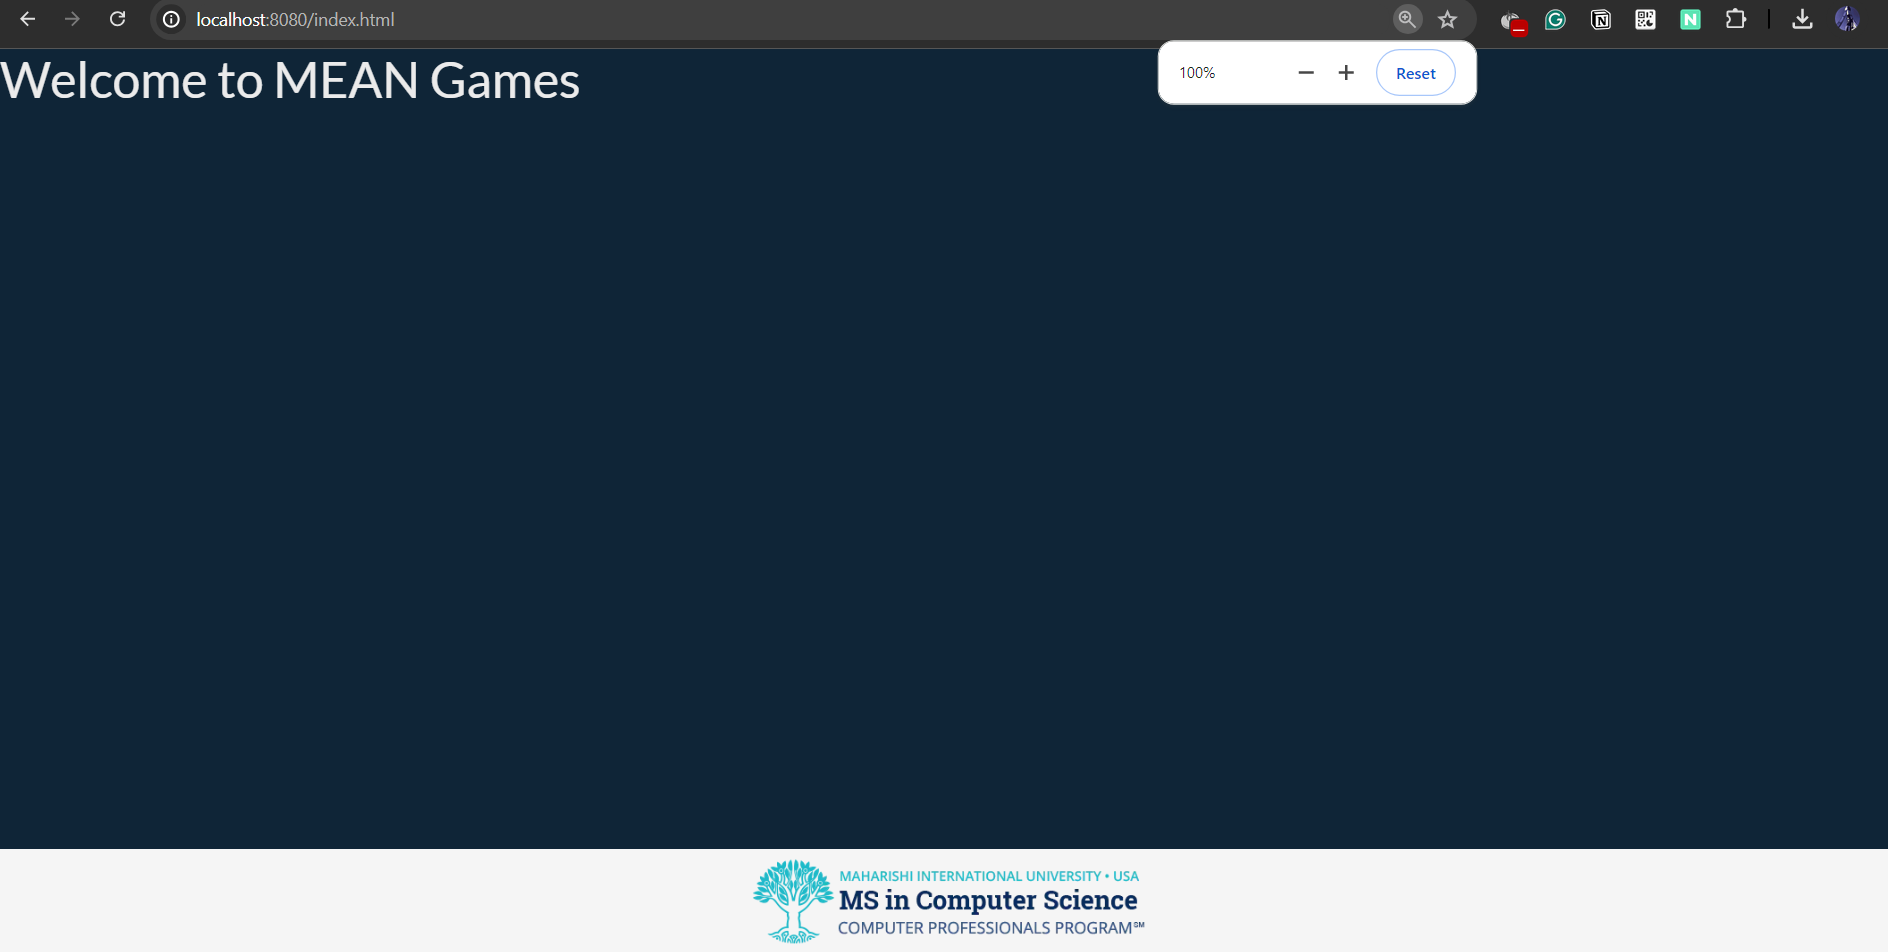 localhost:8080/index.html
100%
Reset
Welcome to MEAN Games
MAHARISHI INTERNATIONAL UNIVERSITY • USA
MS in Computer Science
COMPUTER PROFESSIONALS PROGRAM℠